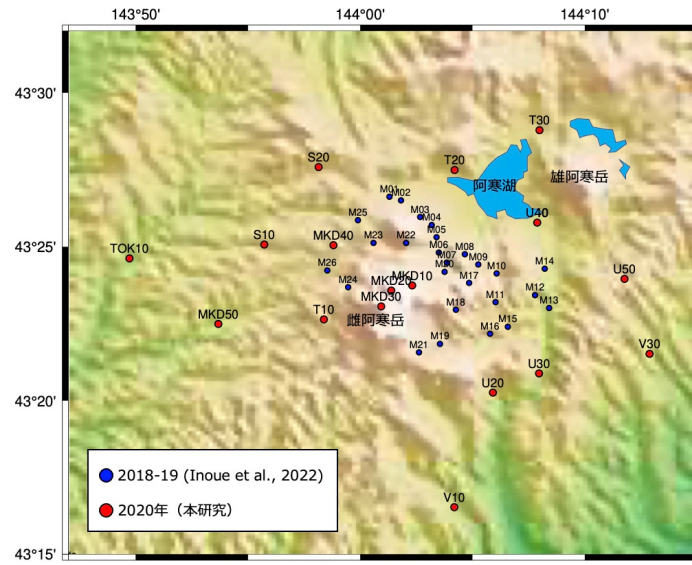 143°50' 144°00' 144°10'
43°30'
T30
S20
T20
雄阿寒岳
阿寒湖
M01
M02
M03
M04
U40
M25
M05
43°25'
S10
MKD40
M23
M22
M06
M08
TOK10
M07
M09
M26
M20
M10
M14
MKD10
U50
M24
MKD20
M17
MKD30
M12
M11
M13
MKD50
T10
M18
雌阿寒岳
M15
M16
V30
M21
M19
U30
43°20'
U20
2018-19 (Inoue et al., 2022)
V10
2020年（本研究）
43°15'